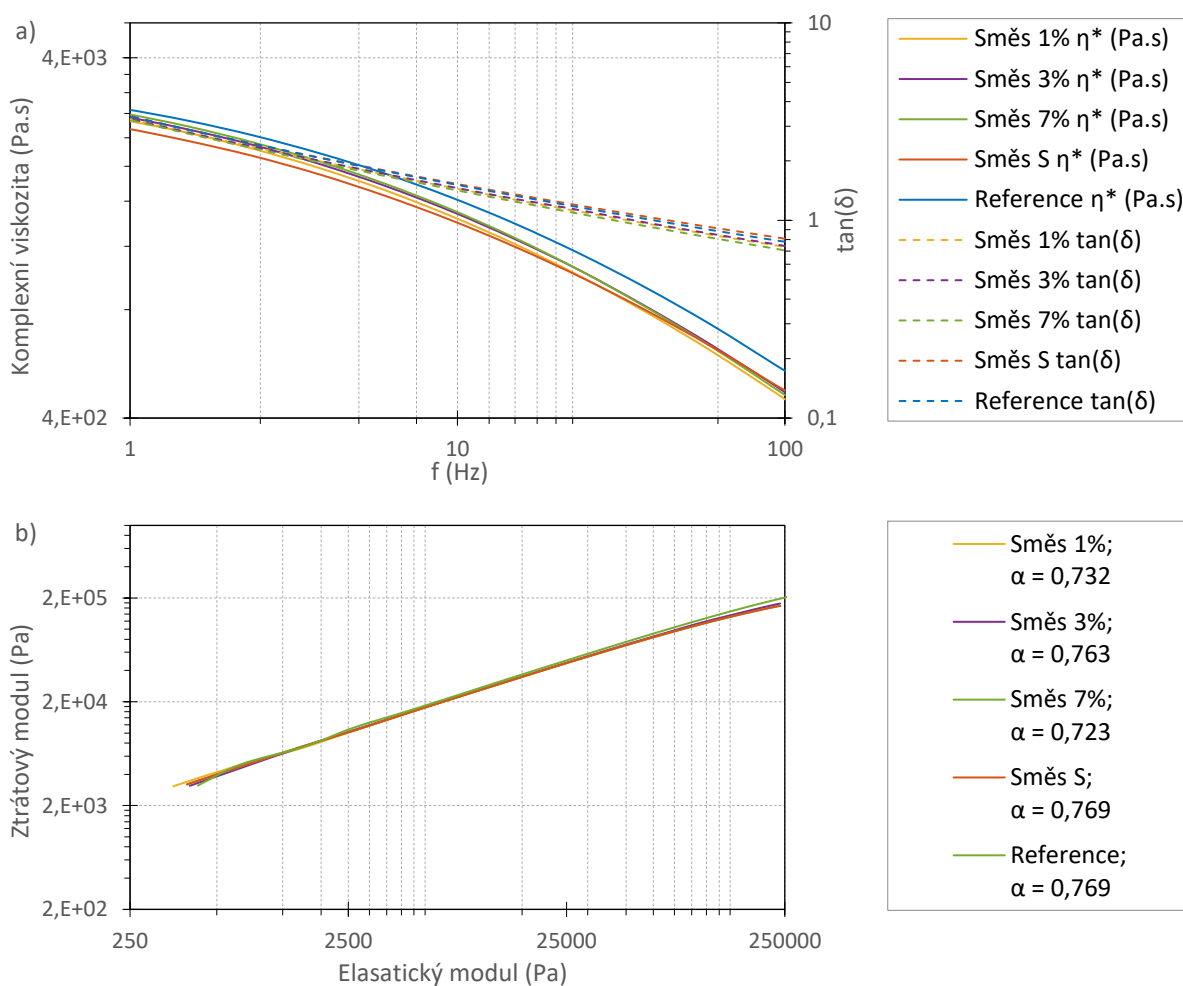 a)
Komplexní viskozita (Pa.s)
4,E+03
4,E+02
10
1
0,1
tan(δ)
1
10
100
f (Hz)
Směs 1% η* (Pa.s)
Směs 3% η* (Pa.s)
Směs 7% η* (Pa.s)
Směs S η* (Pa.s)
Reference η* (Pa.s)
Směs 1% tan(δ)
Směs 3% tan(δ)
Směs 7% tan(δ)
Směs S tan(δ)
Reference tan(δ)
b)
Ztrátový modul (Pa)
2,E+05
2,E+04
2,E+03
2,E+02
250
2500
25000
250000
Elasatický modul (Pa)
Směs 1%;
α = 0,732
Směs 3%;
α = 0,763
Směs 7%;
α = 0,723
Směs S;
α = 0,769
Reference;
α = 0,769